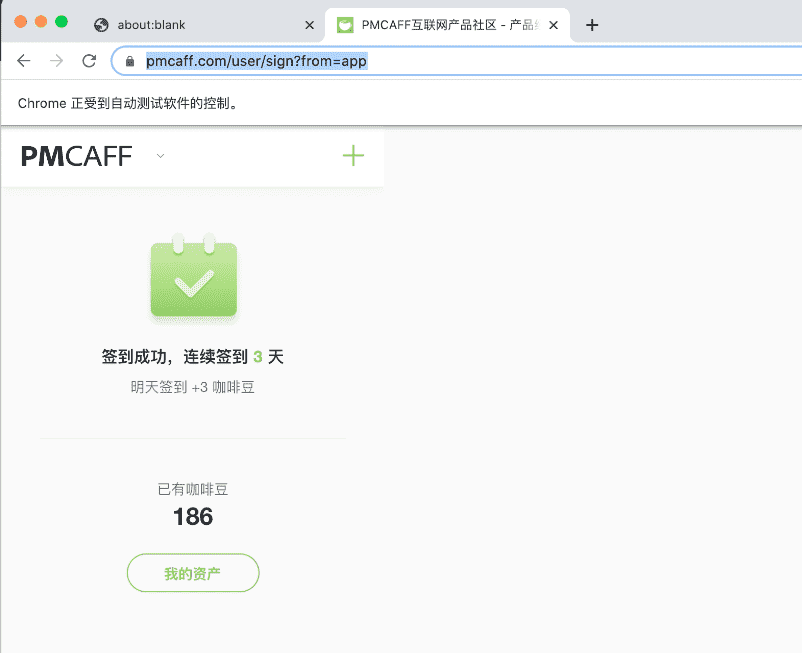 about:blank
PMCAFF互联网产品社区 - 产品
pmcaff.com/user/sign?from=app
Chrome 正受到自动测试软件的控制。
PMCAFF
签到成功，连续签到 3 天
明天签到 +3 咖啡豆
已有咖啡豆
186
我的资产